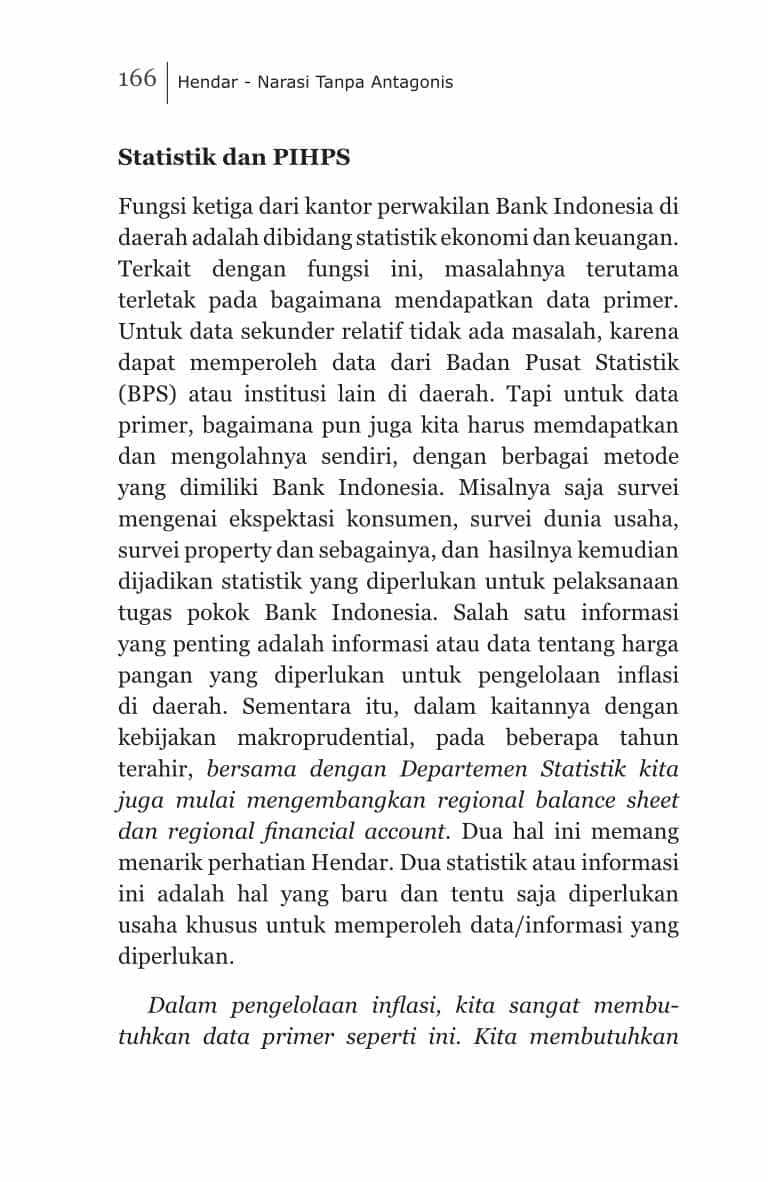 166 Hendar - Narasi Tanpa Antagonis
Statistik dan PIHPS
Fungsi ketiga dari kantor perwakilan Bank Indonesia di
daerah adalah dibidang statistik ekonomi dan keuangan.
Terkait dengan fungsi ini, masalahnya terutama
terletak pada bagaimana mendapatkan data primer.
Untuk data sekunder relatif tidak ada masalah, karena
dapat memperoleh data dari Badan Pusat Statistik
(BPS) atau institusi lain di daerah. Tapi untuk data
primer, bagaimana pun juga kita harus memdapatkan
dan mengolahnya sendiri, dengan berbagai metode
yang dimiliki Bank Indonesia. Misalnya saja survei
mengenai ekspektasi konsumen, survei dunia usaha,
survei property dan sebagainya, dan hasilnya kemudian
dijadikan statistik yang diperlukan untuk pelaksanaan
tugas pokok Bank Indonesia. Salah satu informasi
yang penting adalah informasi atau data tentang harga
pangan yang diperlukan untuk pengelolaan inflasi
di daerah. Sementara itu, dalam kaitannya dengan
kebijakan makroprudential, pada beberapa tahun
terahir, bersama dengan Departemen Statistik kita
juga mulai mengembangkan regional balance sheet
dan regional financial account. Dua hal ini memang
menarik perhatian Hendar. Dua statistik atau informasi
ini adalah hal yang baru dan tentu saja diperlukan
usaha khusus untuk memperoleh data/informasi yang
diperlukan.
Dalam pengelolaan inflasi, kita sangat membu-
tuhkan data primer seperti ini. Kita membutuhkan